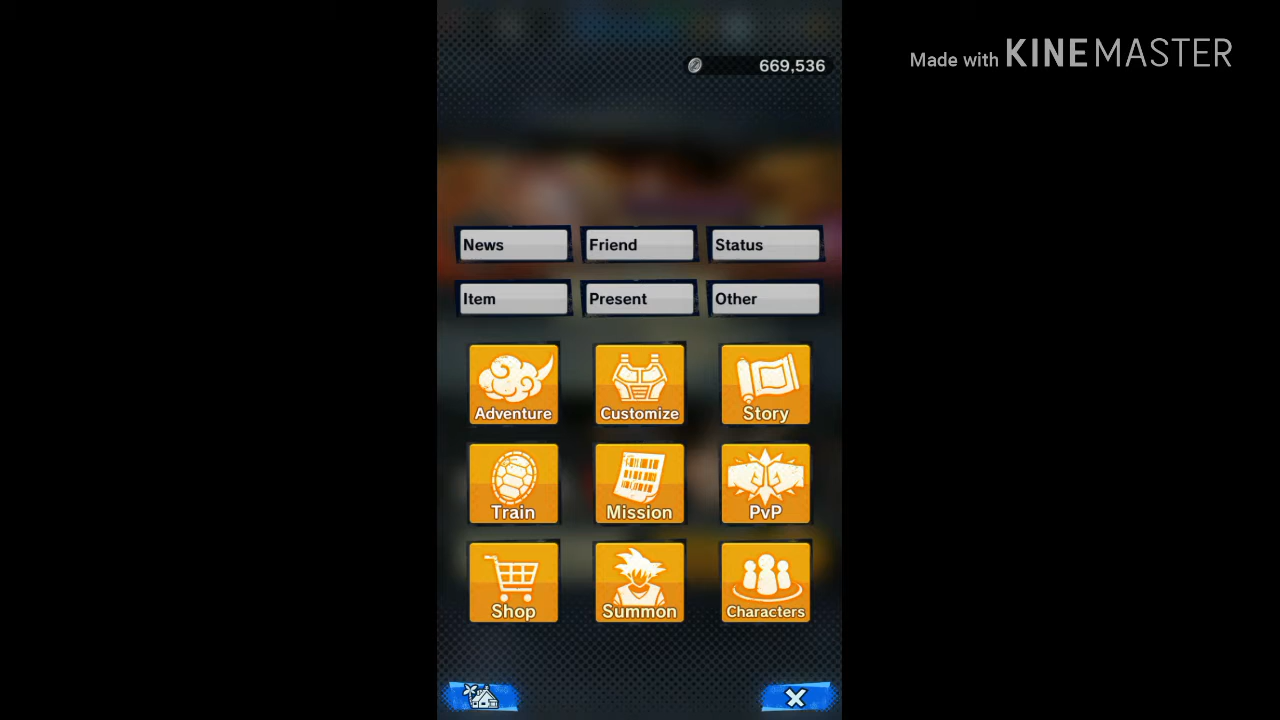 Made with KINEMASTER
669,536
News Friend Status
Item Present Other
Adventure Customize Story
Train Mission PvP
Shop Summon Characters